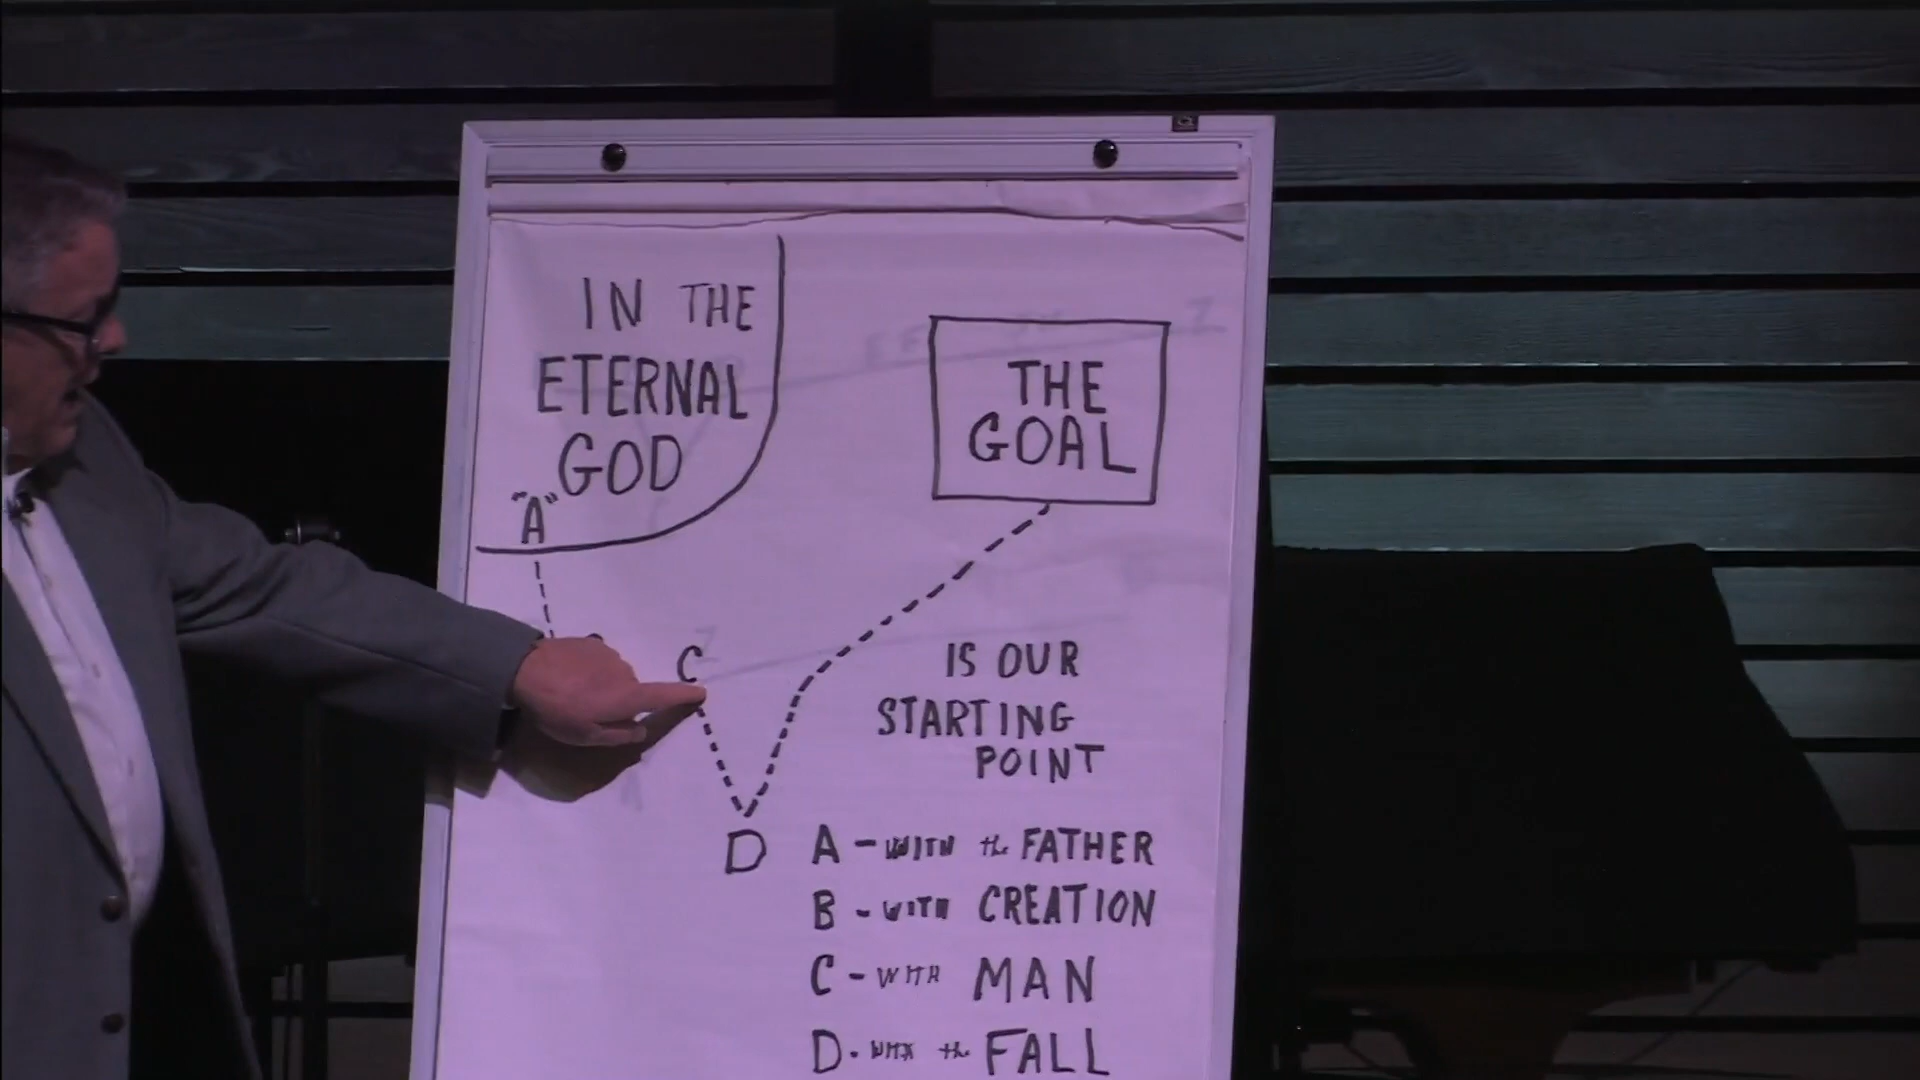 IN THE
ETERNAL
GOD
"A"
THE
GOAL
C
IS OUR
STARTING
POINT
D
A - WITH the FATHER
B - WITH CREATION
C - WITH MAN
D - WITH the FALL